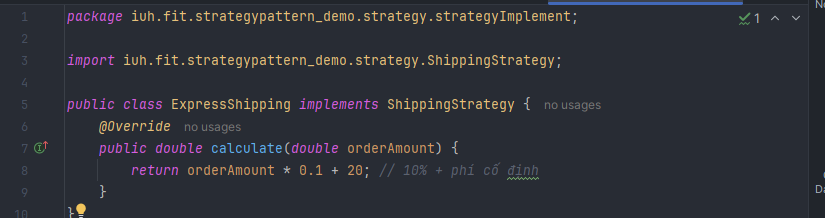 1 package iuh.fit.strategypattern_demo.strategy.strategyImplement;
1
2
3 import iuh.fit.strategypattern_demo.strategy.ShippingStrategy;
4
5 public class ExpressShipping implements ShippingStrategy { no usages
6 @Override no usages
7 public double calculate(double orderAmount) {
8 return orderAmount * 0.1 + 20; // 10% + phí cố định
9 }
10 }